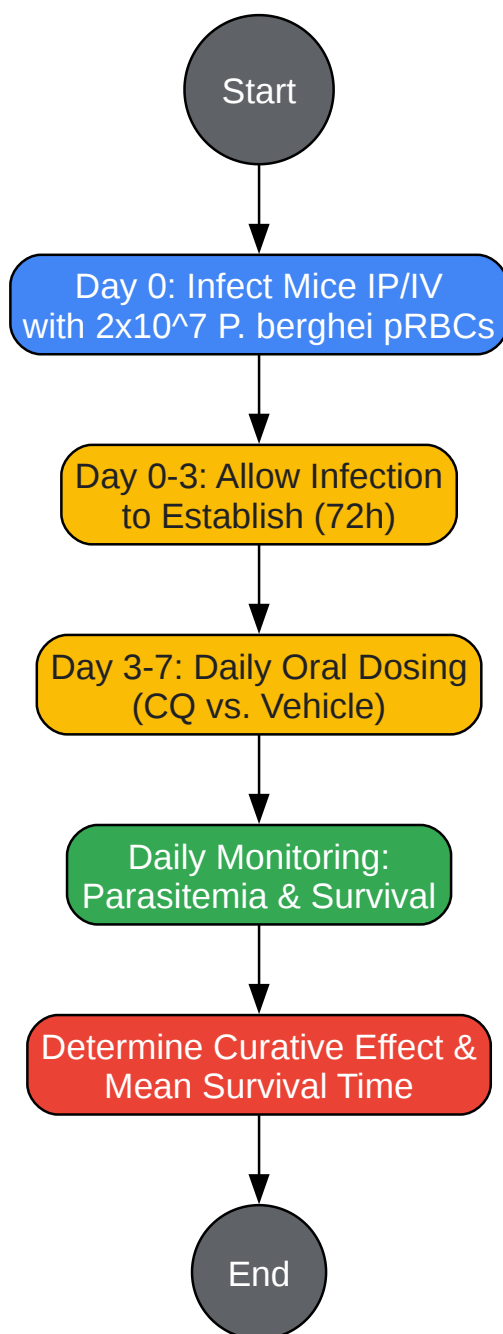 Start
Day 0: Infect Mice IP/IV
with 2x10^7 P. berghei pRBCs
Day 0-3: Allow Infection
to Establish (72h)
Day 3-7: Daily Oral Dosing
(CQ vs. Vehicle)
Daily Monitoring:
Parasitemia & Survival
Determine Curative Effect &
Mean Survival Time
End